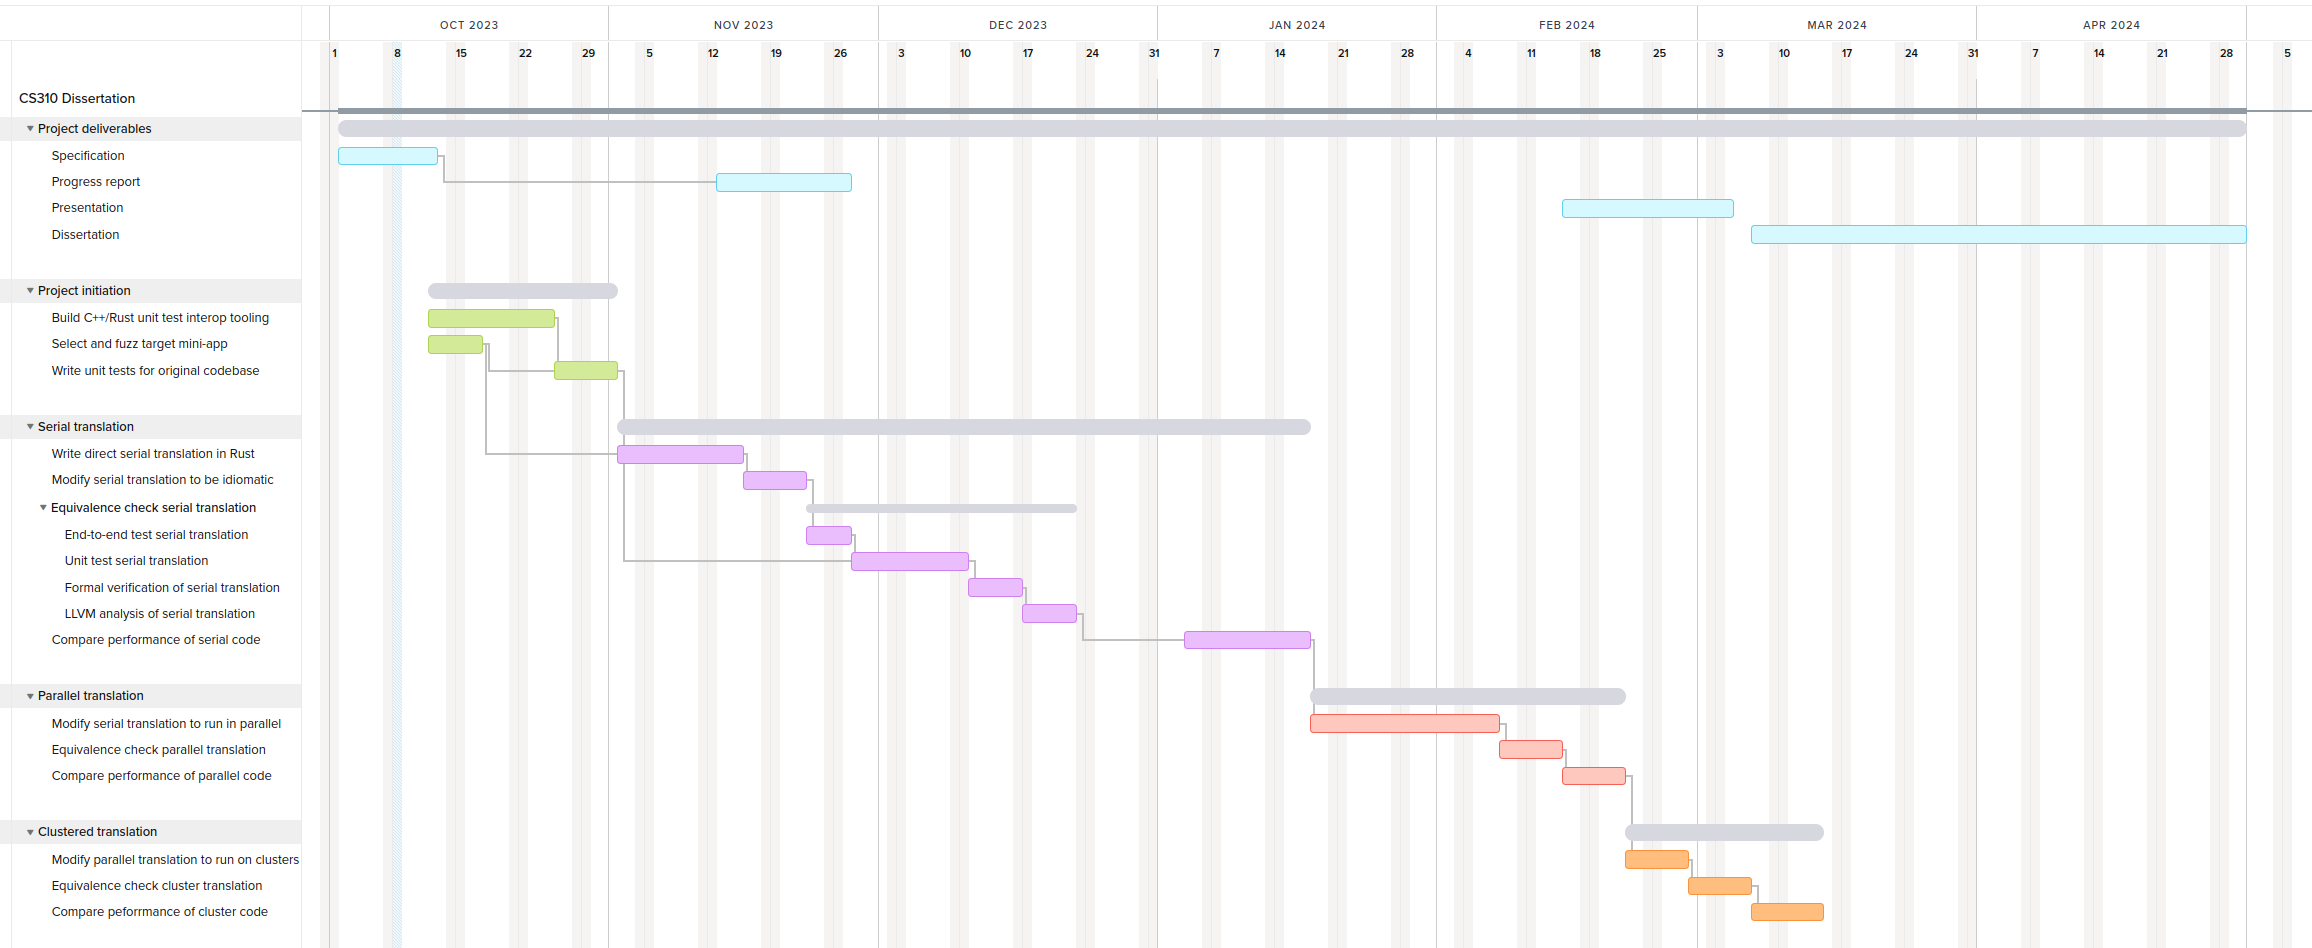 OCT 2023 NOV 2023 DEC 2023 JAN 2024 FEB 2024 MAR 2024 APR 2024
1 8 15 22 29 5 12 19 26 3 10 17 24 31 7 14 21 28 4 11 18 25 3 10 17 24 31 7 14 21 28 5
CS310 Dissertation
Project deliverables
Specification
Progress report
Presentation
Dissertation
Project initiation
Build C++/Rust unit test interop tooling
Select and fuzz target mini-app
Write unit tests for original codebase
Serial translation
Write direct serial translation in Rust
Modify serial translation to be idiomatic
Equivalence check serial translation
End-to-end test serial translation
Unit test serial translation
Formal verification of serial translation
LLVM analysis of serial translation
Compare performance of serial code
Parallel translation
Modify serial translation to run in parallel
Equivalence check parallel translation
Compare performance of parallel code
Clustered translation
Modify parallel translation to run on clusters
Equivalence check cluster translation
Compare peforrmance of cluster code